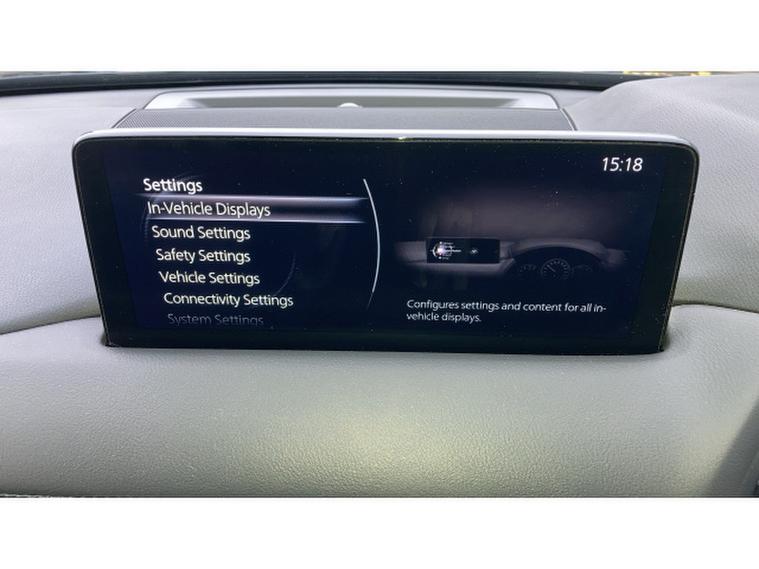 15:18
Settings
In-Vehicle Displays
Sound Settings
Safety Settings
Vehicle Settings
Connectivity Settings
System Settings
Configures settings and content for all in-
vehicle displays.